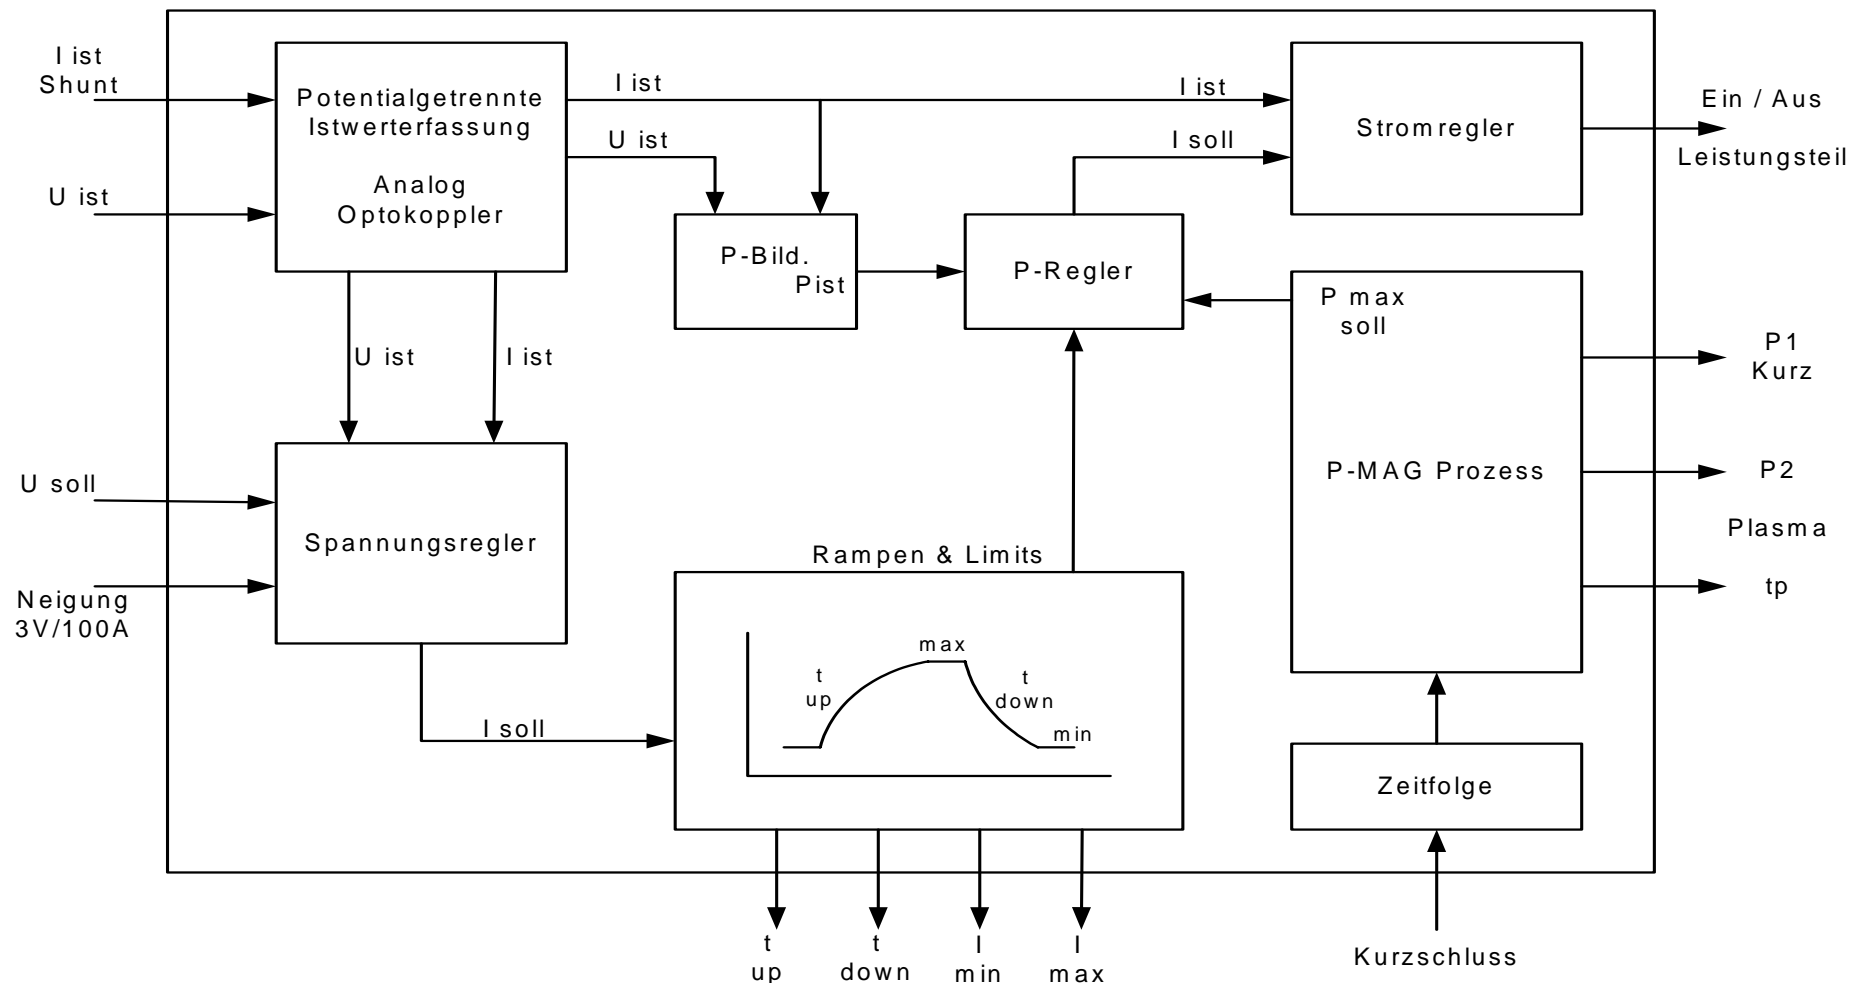 I ist
Shunt
U ist
U soll
Neigung
3V/100A
Potentialgetrennte
Istwerterfassung
Analog
Optokoppler
I ist
I ist
U ist
I soll
Stromregler
Ein / Aus
Leistungsteil
P-Bild.
Pist
P-Regler
P max
soll
P-MAG Prozess
P1
Kurz
P2
Plasma
tp
U ist
I ist
Spannungsregler
I soll
Rampen & Limits
max
t
up
t
down
min
Zeitfolge
t
up
t
down
I
min
I
max
Kurzschluss